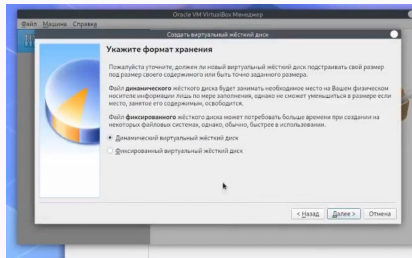 Oracle VM VirtualBox Менеджер
Файл Машина Справка
Создать виртуальный жёсткий диск
Укажите формат хранения
Пожалуйста уточните, должен ли новый виртуальный жёсткий диск подстраивать свой размер
под размер своего содержимого или быть точно заданного размера.
Файл динамического жёсткого диска будет занимать необходимое место на Вашем физическом
носителе информации лишь по мере заполнения, однако не сможет уменьшиться в размере если
место, занятое его содержимым, освободится.
Файл фиксированного жёсткого диска может потребовать больше времени при создании на
некоторых файловых системах, однако, обычно, быстрее в использовании.
Динамический виртуальный жёсткий диск
Фиксированный виртуальный жёсткий диск
< Назад Далее > Отмена